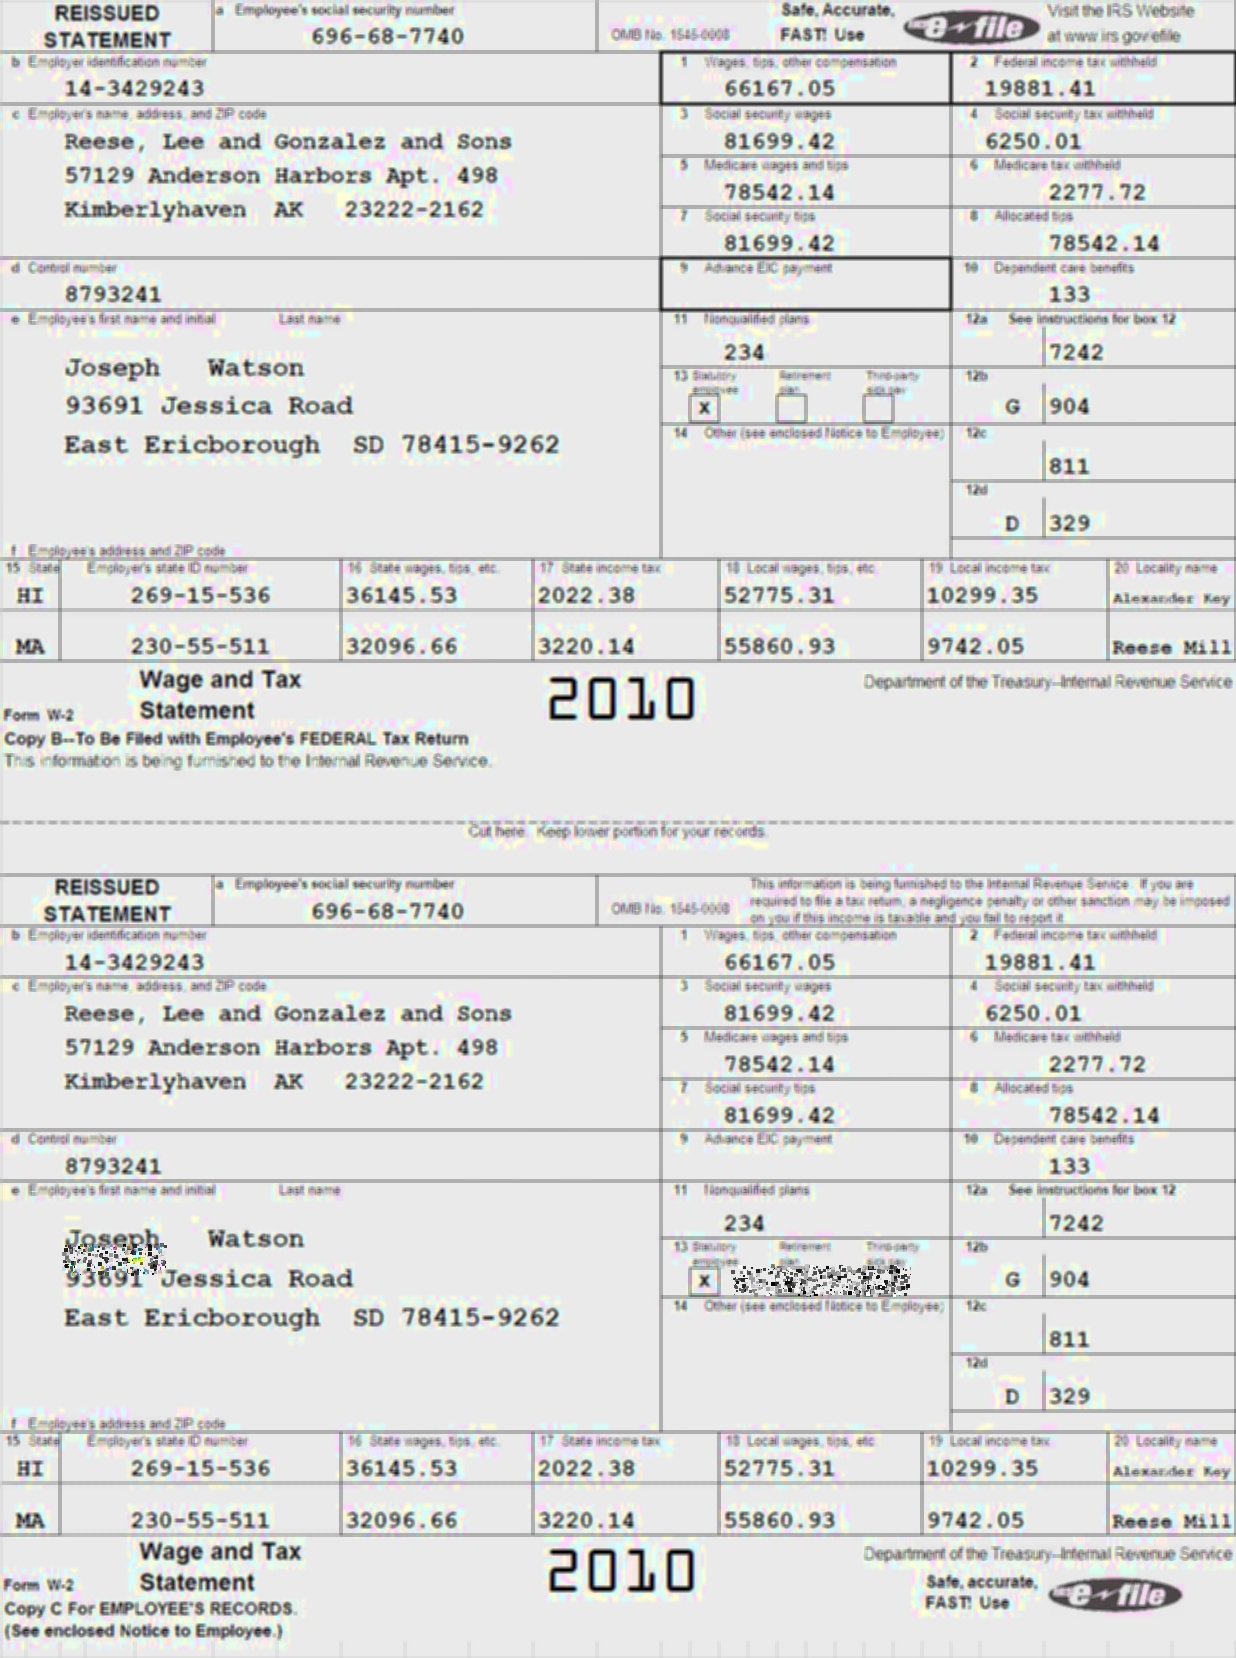 REISSUED STATEMENT
a Employee's social security number
696-68-7740
OMB No. 1545-0008
Safe, Accurate, FAST! Use
IRS e-file
Visit the IRS Website at www.irs.gov/efile
b Employer identification number
14-3429243
1 Wages, tips, other compensation
66167.05
2 Federal income tax withheld
19881.41
c Employer's name, address, and ZIP code
Reese, Lee and Gonzalez and Sons
57129 Anderson Harbors Apt. 498
Kimberlyhaven AK 23222-2162
3 Social security wages
81699.42
4 Social security tax withheld
6250.01
5 Medicare wages and tips
78542.14
6 Medicare tax withheld
2277.72
7 Social security tips
81699.42
8 Allocated tips
78542.14
d Control number
8793241
9 Advance EIC payment
10 Dependent care benefits
133
e Employee's first name and initial Last name
Joseph Watson
93691 Jessica Road
East Ericborough SD 78415-9262
11 Nonqualified plans
234
12a See instructions for box 12
7242
13 Statutory employee Retirement plan Third-party sick pay
X
12b
G 904
14 Other (see enclosed Notice to Employee)
12c
811
12d
D 329
f Employee's address and ZIP code
15 State Employer's state ID number 16 State wages, tips, etc. 17 State income tax 18 Local wages, tips, etc. 19 Local income tax 20 Locality name
HI 269-15-536 36145.53 2022.38 52775.31 10299.35 Alexander Key
MA 230-55-511 32096.66 3220.14 55860.93 9742.05 Reese Mill
Form W-2 Wage and Tax Statement
2010
Department of the Treasury--Internal Revenue Service
Copy B--To Be Filed with Employee's FEDERAL Tax Return
This information is being furnished to the Internal Revenue Service.
Cut here. Keep lower portion for your records.
REISSUED STATEMENT
a Employee's social security number
696-68-7740
OMB No. 1545-0008
This information is being furnished to the Internal Revenue Service. If you are
required to file a tax return, a negligence penalty or other sanction may be imposed
on you if this income is taxable and you fail to report it.
b Employer identification number
14-3429243
1 Wages, tips, other compensation
66167.05
2 Federal income tax withheld
19881.41
c Employer's name, address, and ZIP code
Reese, Lee and Gonzalez and Sons
57129 Anderson Harbors Apt. 498
Kimberlyhaven AK 23222-2162
3 Social security wages
81699.42
4 Social security tax withheld
6250.01
5 Medicare wages and tips
78542.14
6 Medicare tax withheld
2277.72
7 Social security tips
81699.42
8 Allocated tips
78542.14
d Control number
8793241
9 Advance EIC payment
10 Dependent care benefits
133
e Employee's first name and initial Last name
Joseph Watson
93691 Jessica Road
East Ericborough SD 78415-9262
11 Nonqualified plans
234
12a See instructions for box 12
7242
13 Statutory employee Retirement Third-party sick pay
X
12b
G 904
14 Other (see enclosed Notice to Employee)
12c
811
12d
D 329
f Employee's address and ZIP code
15 State Employer's state ID number 16 State wages, tips, etc. 17 State income tax 18 Local wages, tips, etc. 19 Local income tax 20 Locality name
HI 269-15-536 36145.53 2022.38 52775.31 10299.35 Alexander Key
MA 230-55-511 32096.66 3220.14 55860.93 9742.05 Reese Mill
Form W-2 Wage and Tax Statement
2010
Department of the Treasury--Internal Revenue Service
Safe, accurate, FAST! Use
IRS e-file
Copy C For EMPLOYEE'S RECORDS.
(See enclosed Notice to Employee.)